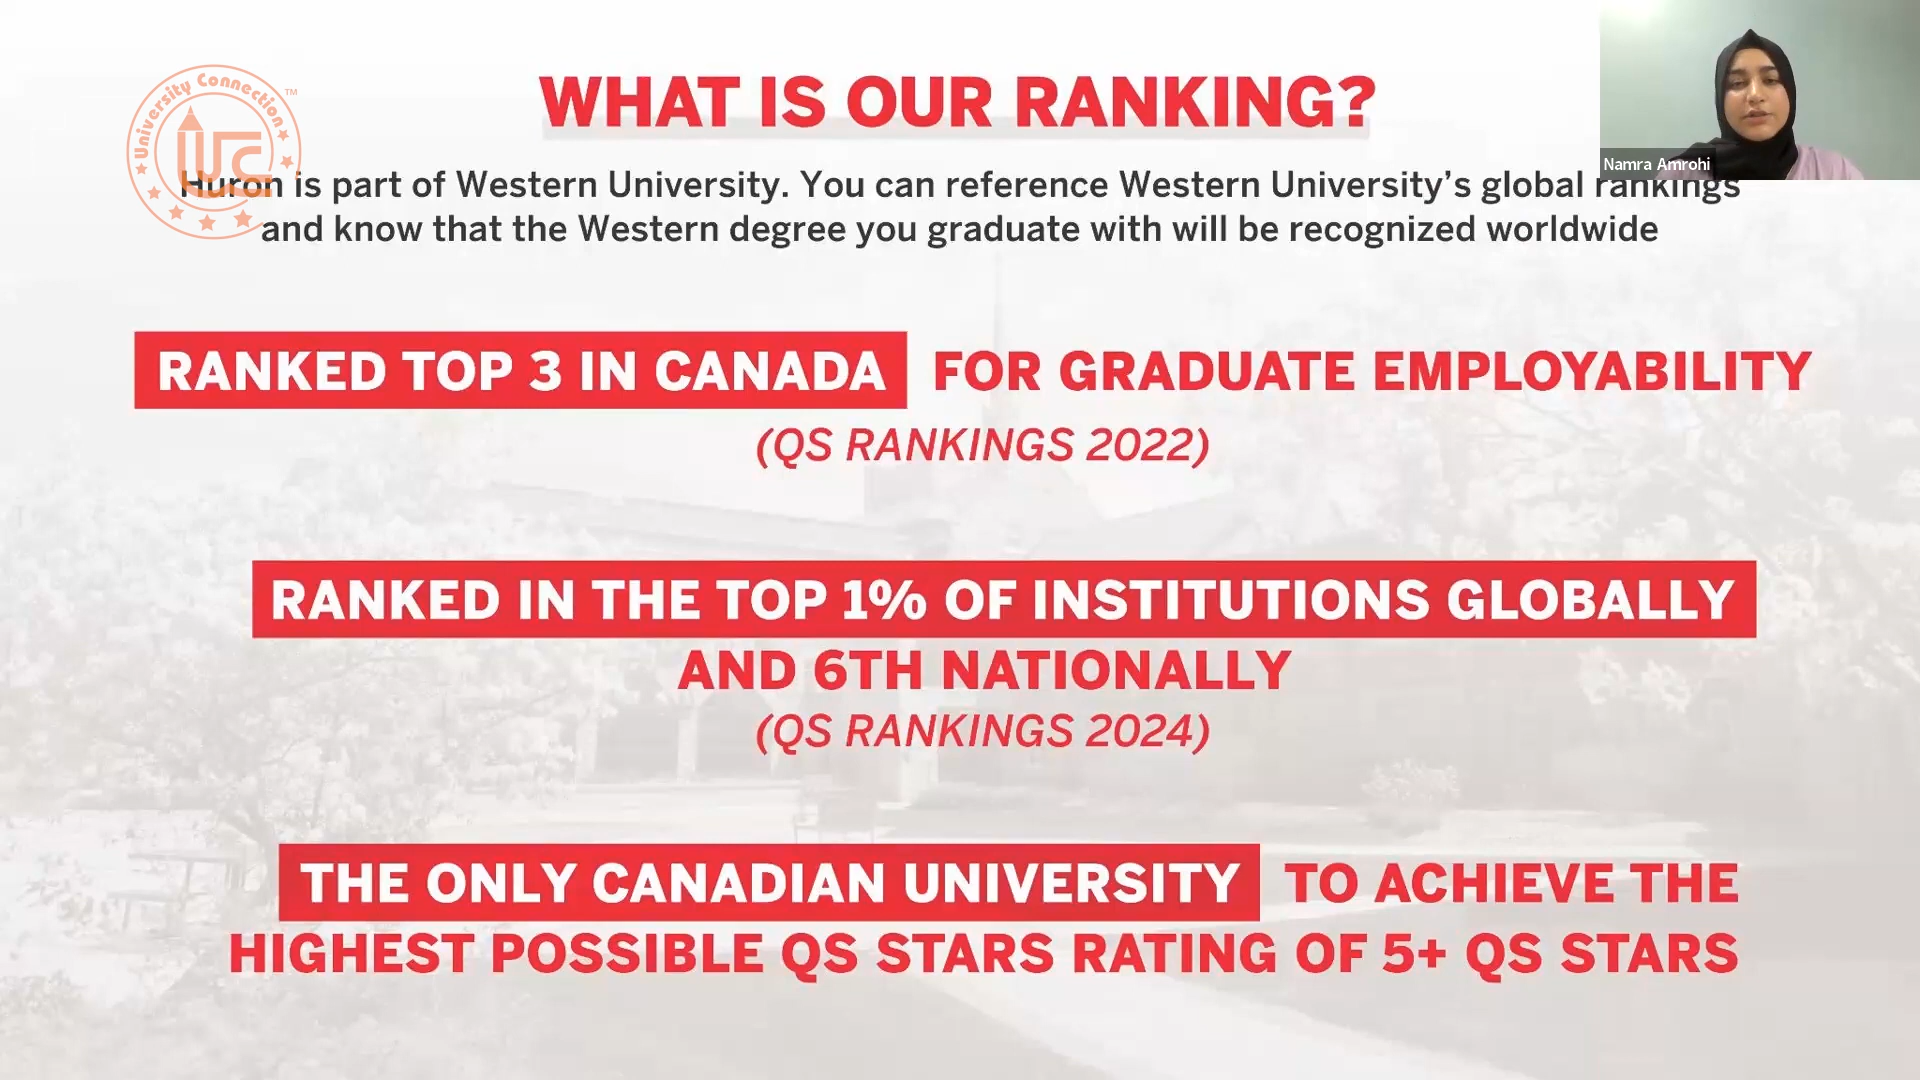 University Connection
TM
UC
WHAT IS OUR RANKING?
Namra Amrohi
Huron is part of Western University. You can reference Western University's global rankings
and know that the Western degree you graduate with will be recognized worldwide
RANKED TOP 3 IN CANADA FOR GRADUATE EMPLOYABILITY
(QS RANKINGS 2022)
RANKED IN THE TOP 1% OF INSTITUTIONS GLOBALLY
AND 6TH NATIONALLY
(QS RANKINGS 2024)
THE ONLY CANADIAN UNIVERSITY TO ACHIEVE THE
HIGHEST POSSIBLE QS STARS RATING OF 5+ QS STARS